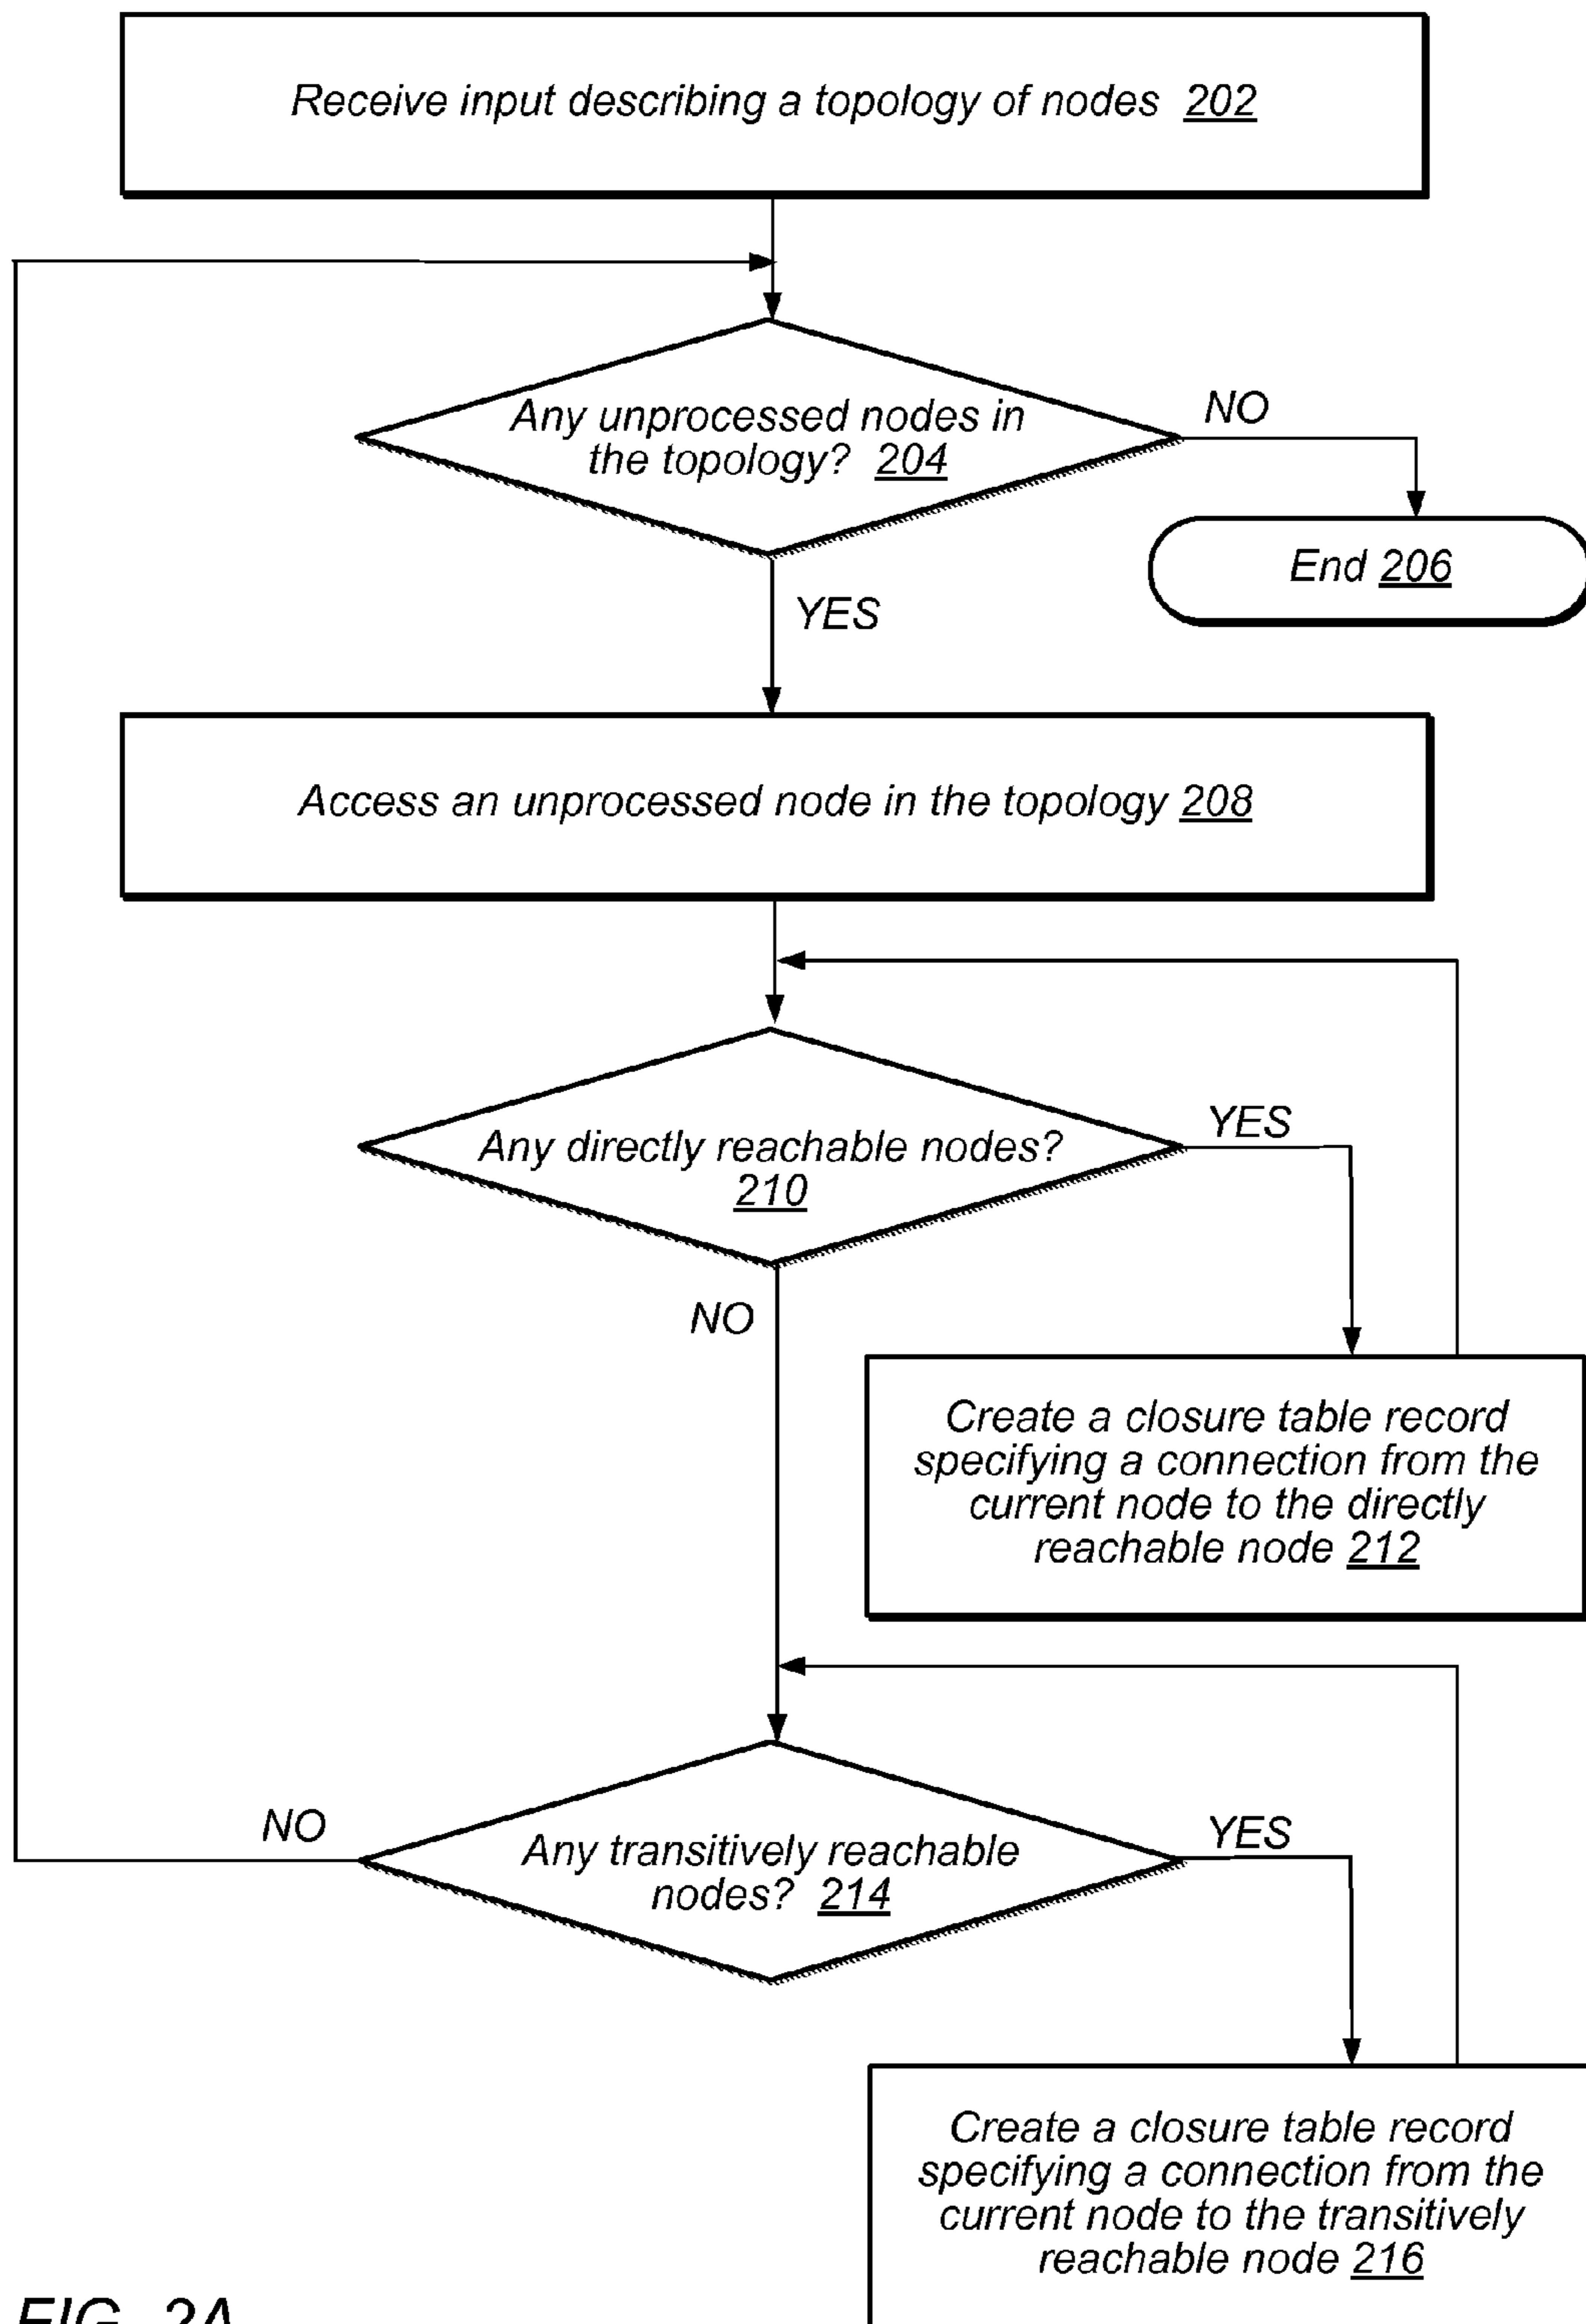 Receive input describing a topology of nodes 202
Any unprocessed nodes in
the topology? 204
NO
End 206
YES
Access an unprocessed node in the topology 208
Any directly reachable nodes?
210
YES
NO
Create a closure table record
specifying a connection from the
current node to the directly
reachable node 212
NO
Any transitively reachable
nodes? 214
YES
Create a closure table record
specifying a connection from the
current node to the transitively
reachable node 216
FIG. 2A